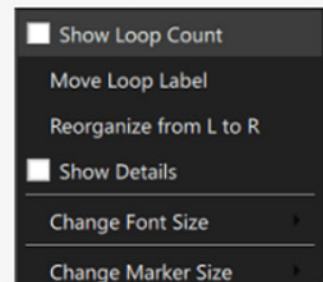 Show Loop Count
Move Loop Label
Reorganize from L to R
Show Details
Change Font Size
Change Marker Size